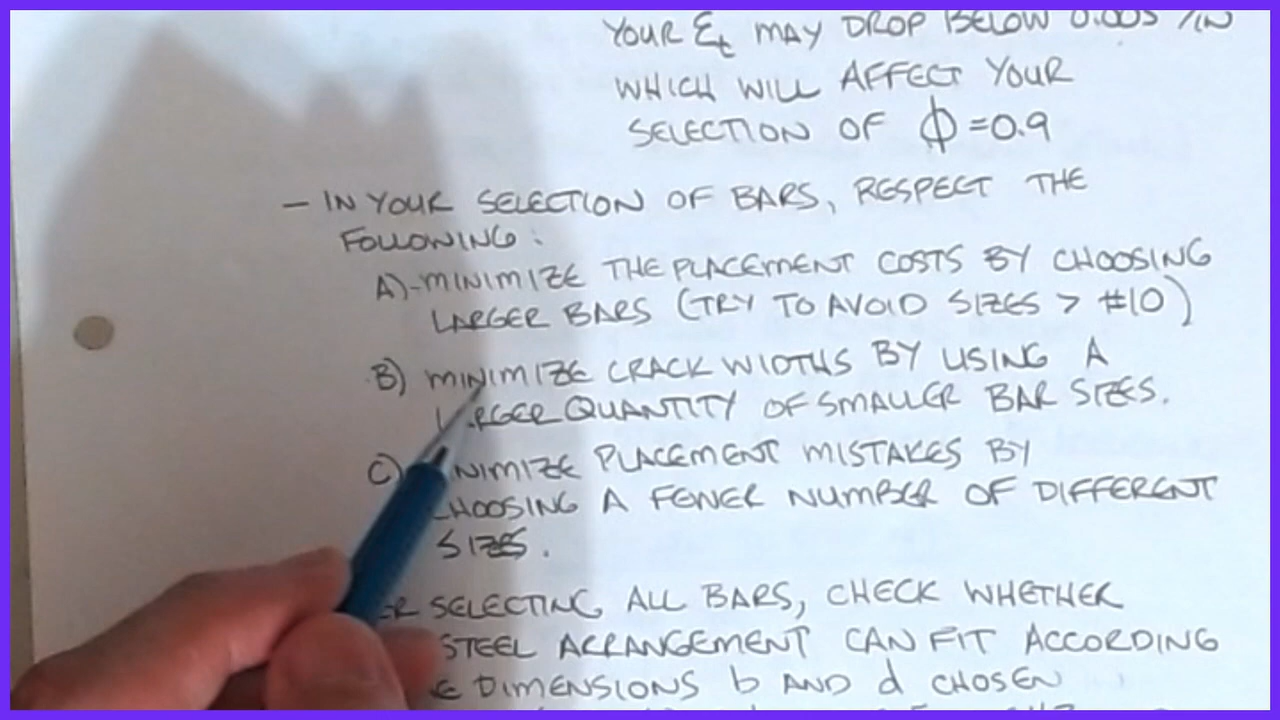 YOUR Ɛt MAY DROP BELOW 0.005 IN/IN
WHICH WILL AFFECT YOUR
SELECTION OF ϕ=0.9
- IN YOUR SELECTION OF BARS, RESPECT THE
FOLLOWING:
A)-MINIMIZE THE PLACEMENT COSTS BY CHOOSING
LARGER BARS (TRY TO AVOID SIZES > #10)
B) MINIMIZE CRACK WIDTHS BY USING A
LARGER QUANTITY OF SMALLER BAR SIZES.
C) MINIMIZE PLACEMENT MISTAKES BY
CHOOSING A FEWER NUMBER OF DIFFERENT
SIZES.
SELECTING ALL BARS, CHECK WHETHER
STEEL ARRANGEMENT CAN FIT ACCORDING
DIMENSIONS b AND d CHOSEN